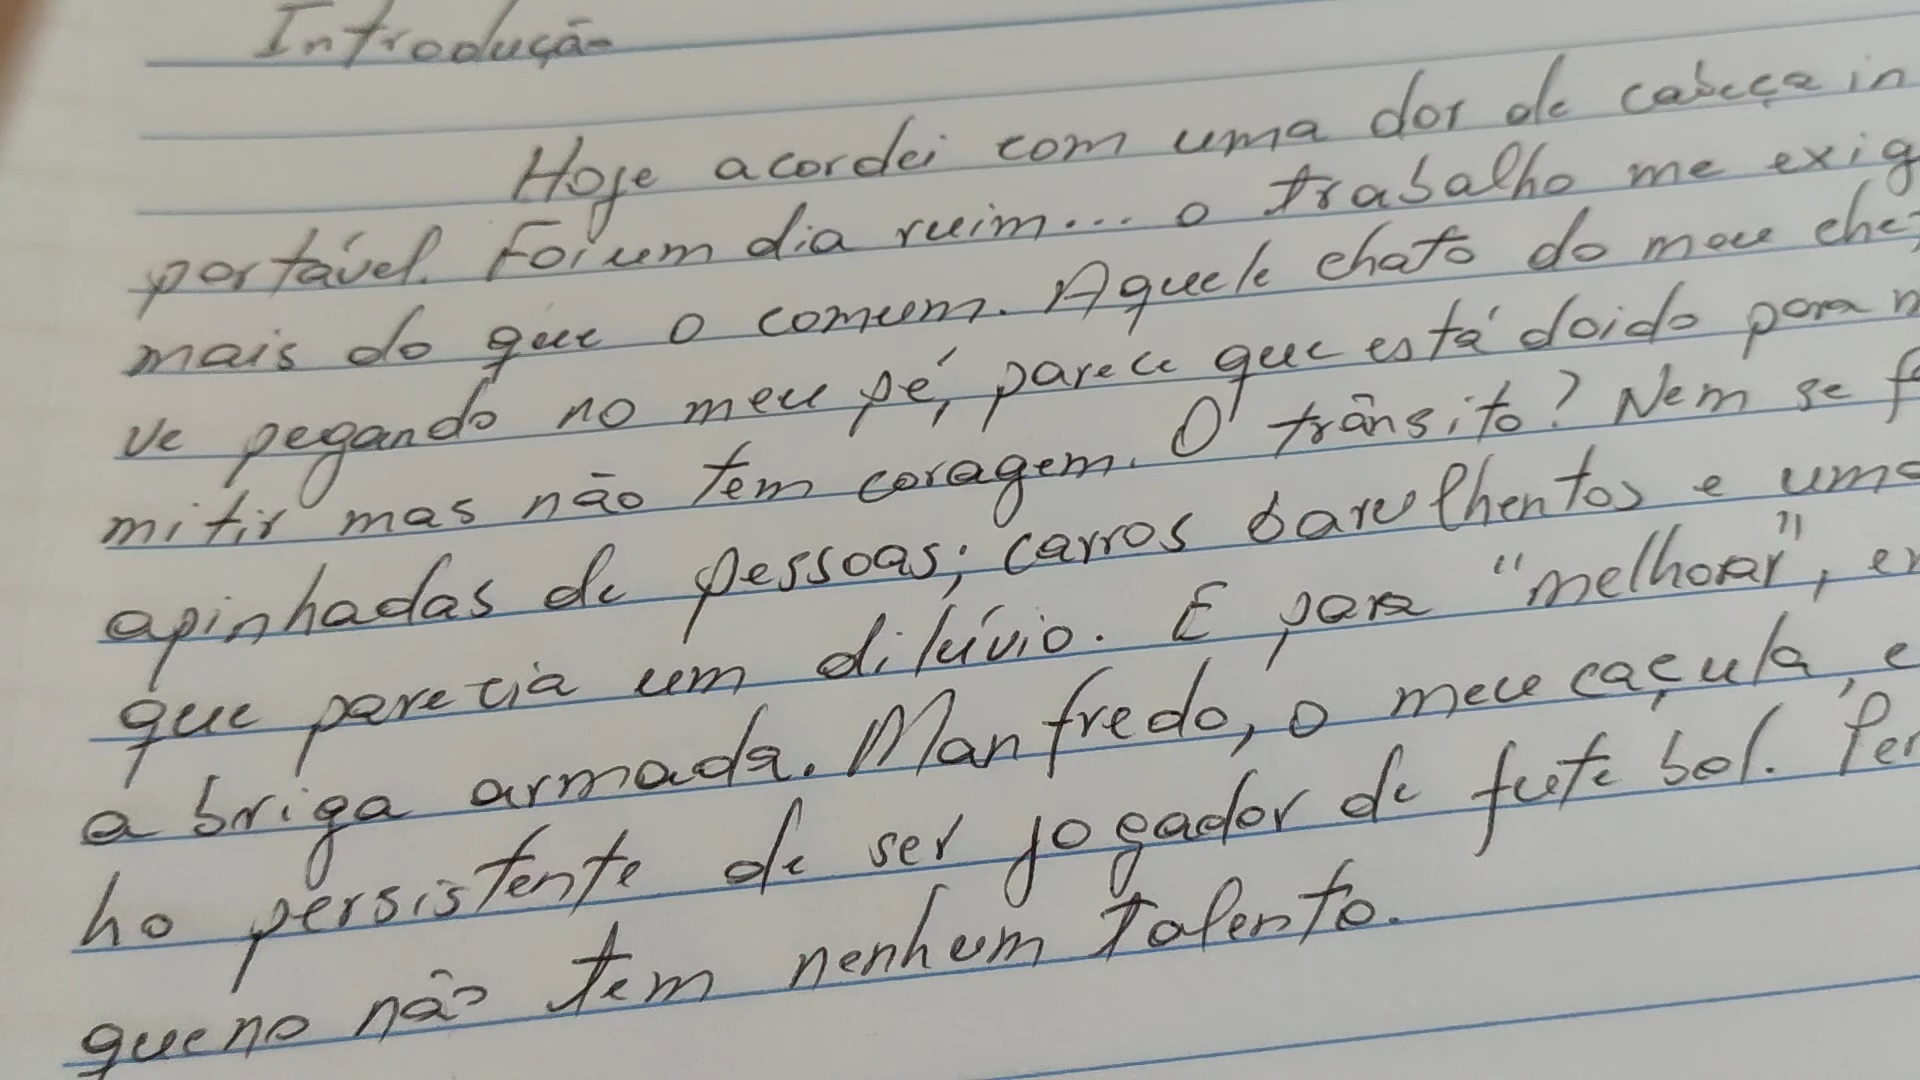 Introdução
Hoje acordei com uma dor de cabeça in
portável. Foi um dia ruim... o trabalho me exig
mais do que o comum. Aquele chato do meu che
ve pegando no meu pé, parece que está doido para
mitir mas não tem coragem. O trânsito? Nem se f
apinhadas de pessoas; carros barulhentos e uma
que parecia um dilúvio. E para "melhorar", en
a briga armada. Manfredo, o meu caçula, e
ho persistente de ser jogador de futebol. Per
queno não tem nenhum talento.